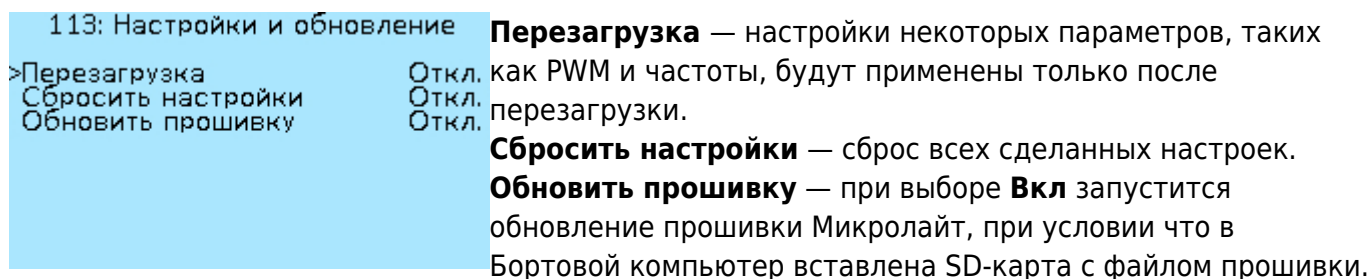 113: Настройки и обновление
>Перезагрузка Откл.
Сбросить настройки Откл.
Обновить прошивку Откл.
Перезагрузка — настройки некоторых параметров, таких
как PWM и частоты, будут применены только после
перезагрузки.
Сбросить настройки — сброс всех сделанных настроек.
Обновить прошивку — при выборе Вкл запустится
обновление прошивки Микролайт, при условии что в
Бортовой компьютер вставлена SD-карта с файлом прошивки